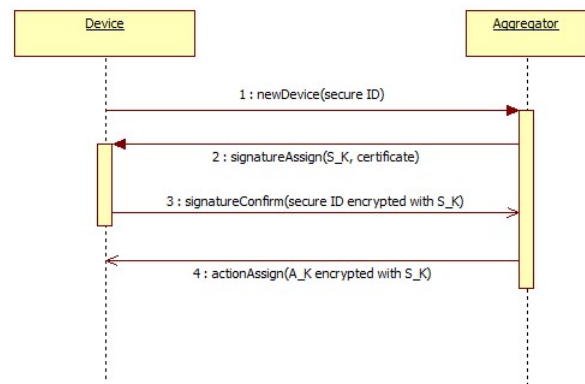 Device
Aggregator
1 : newDevice(secure ID)
2 : signatureAssign(S_K, certificate)
3 : signatureConfirm(secure ID encrypted with S_K)
4 : actionAssign(A_K encrypted with S_K)